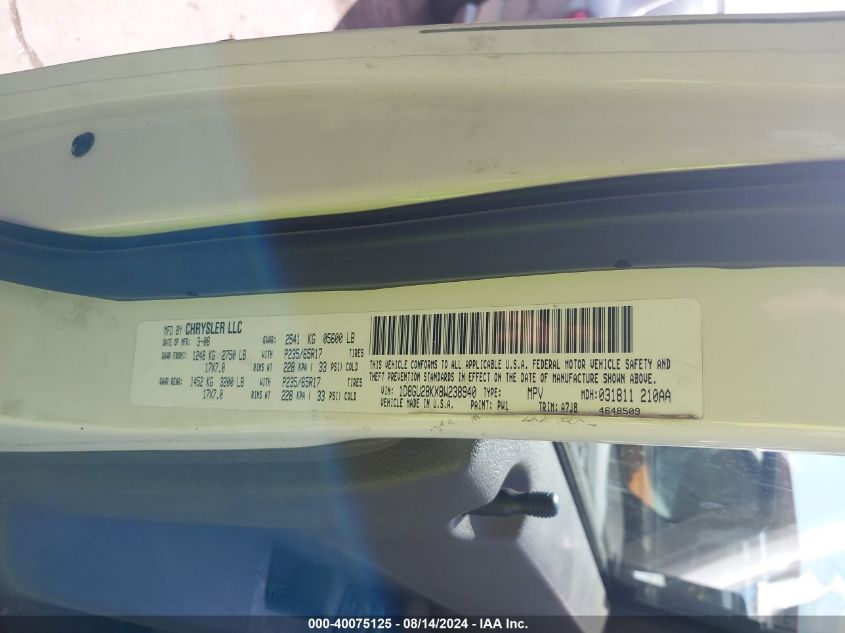 MFD BY CHRYSLER LLC
DATE OF MFG: 3-08 GVWR: 2541 KG 05600 LB
GAWR FRONT: 1248 KG 2750 LB WITH P235/65R17 TIRES
17X7.0 RIMS AT 228 KPA ( 33 PSI) COLD
GAWR REAR: 1452 KG 3200 LB WITH P235/65R17 TIRES
17X7.0 RIMS AT 228 KPA ( 33 PSI) COLD
THIS VEHICLE CONFORMS TO ALL APPLICABLE U.S.A. FEDERAL MOTOR VEHICLE SAFETY AND
THEFT PREVENTION STANDARDS IN EFFECT ON THE DATE OF MANUFACTURE SHOWN ABOVE.
VIN: 1D8GU28KX8W238940 TYPE: MPV MDH: 031811 210AA
VEHICLE MADE IN U.S.A. PAINT: PW1 TRIM: A7J8 4648509
000-40075125 - 08/14/2024 - IAA Inc.